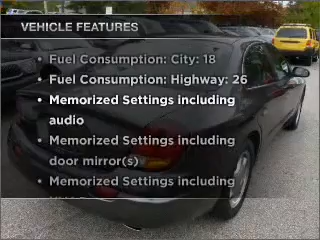 VEHICLE FEATURES
• Fuel Consumption: City: 18
• Fuel Consumption: Highway: 26
• Memorized Settings including
audio
• Memorized Settings including
door mirror(s)
• Memorized Settings including